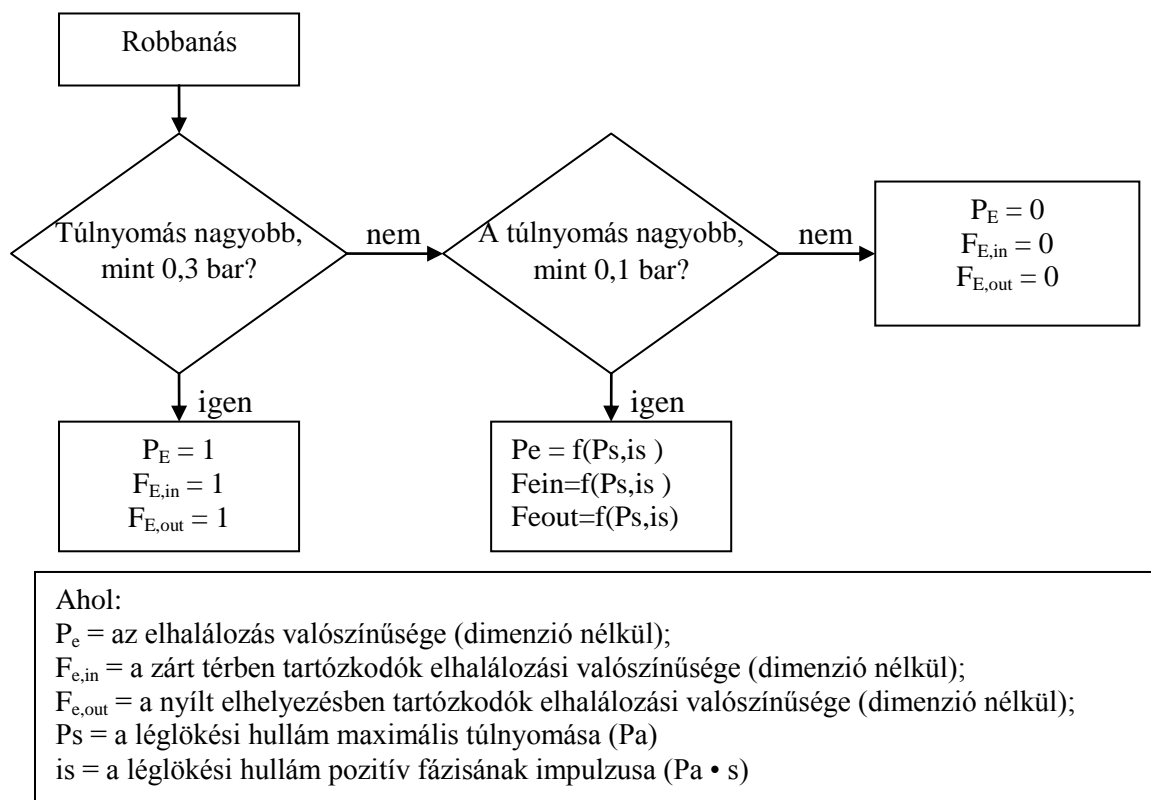 Robbanás
Túlnyomás nagyobb,
mint 0,3 bar?
nem
A túlnyomás nagyobb,
mint 0,1 bar?
nem
P_E = 0
F_E,in = 0
F_E,out = 0
igen
igen
P_E = 1
F_E,in = 1
F_E,out = 1
Pe = f(Ps,is )
Fein=f(Ps,is )
Feout=f(Ps,is)
Ahol:
P_e = az elhalálozás valószínűsége (dimenzió nélkül);
F_e,in = a zárt térben tartózkodók elhalálozási valószínűsége (dimenzió nélkül);
F_e,out = a nyílt elhelyezésben tartózkodók elhalálozási valószínűsége (dimenzió nélkül);
Ps = a léglökési hullám maximális túlnyomása (Pa)
is = a léglökési hullám pozitív fázisának impulzusa (Pa • s)